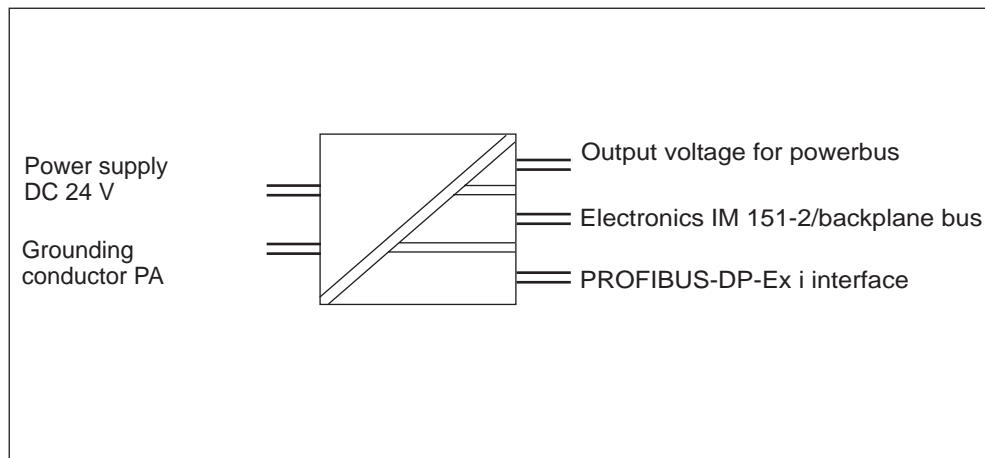 Power supply
DC 24 V
Grounding
conductor PA
Output voltage for powerbus
Electronics IM 151-2/backplane bus
PROFIBUS-DP-Ex i interface